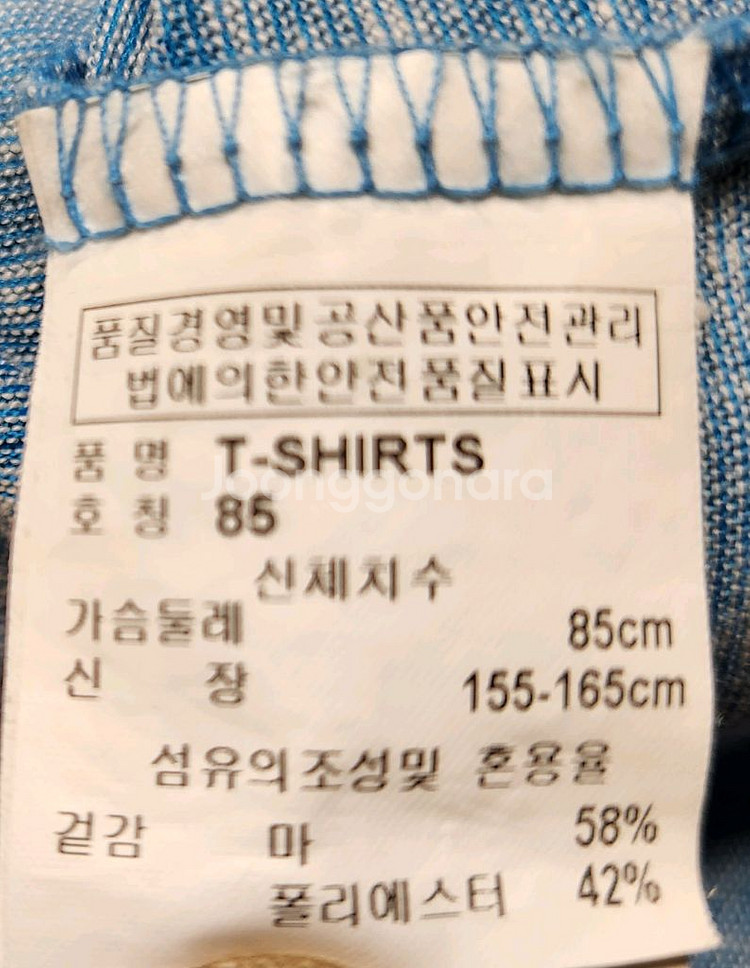 품질경영및공산품안전관리
법에의한안전품질표시
품 명 T-SHIRTS
Joonggonara
호 칭 85
신체치수
가슴둘레 85cm
신 장 155-165cm
섬유의조성및 혼용율
겉감 마 58%
폴리에스터 42%